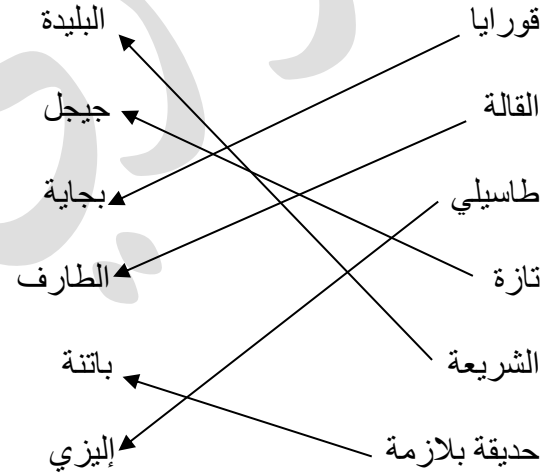 قورايا البليدة
القالة جيجل
طاسيلي بجاية
تازة الطارف
الشريعة باتنة
حديقة بلازمة إليزي